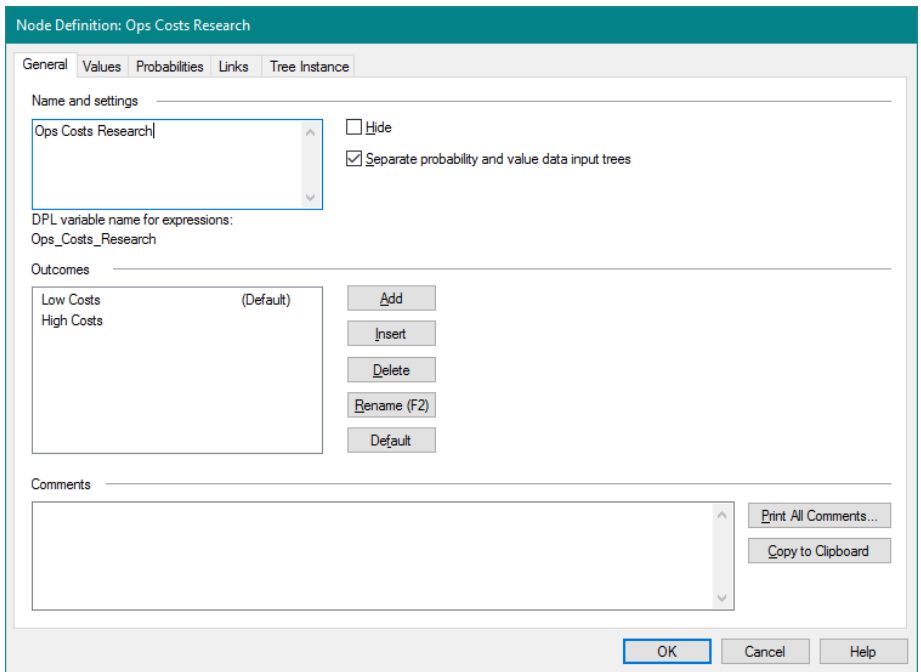 Node Definition: Ops Costs Research
General Values Probabilities Links Tree Instance
Name and settings
Ops Costs Research
Hide
Separate probability and value data input trees
DPL variable name for expressions:
Ops_Costs_Research
Outcomes
Low Costs (Default)
High Costs
Add
Insert
Delete
Rename (F2)
Default
Comments
Print All Comments...
Copy to Clipboard
OK Cancel Help